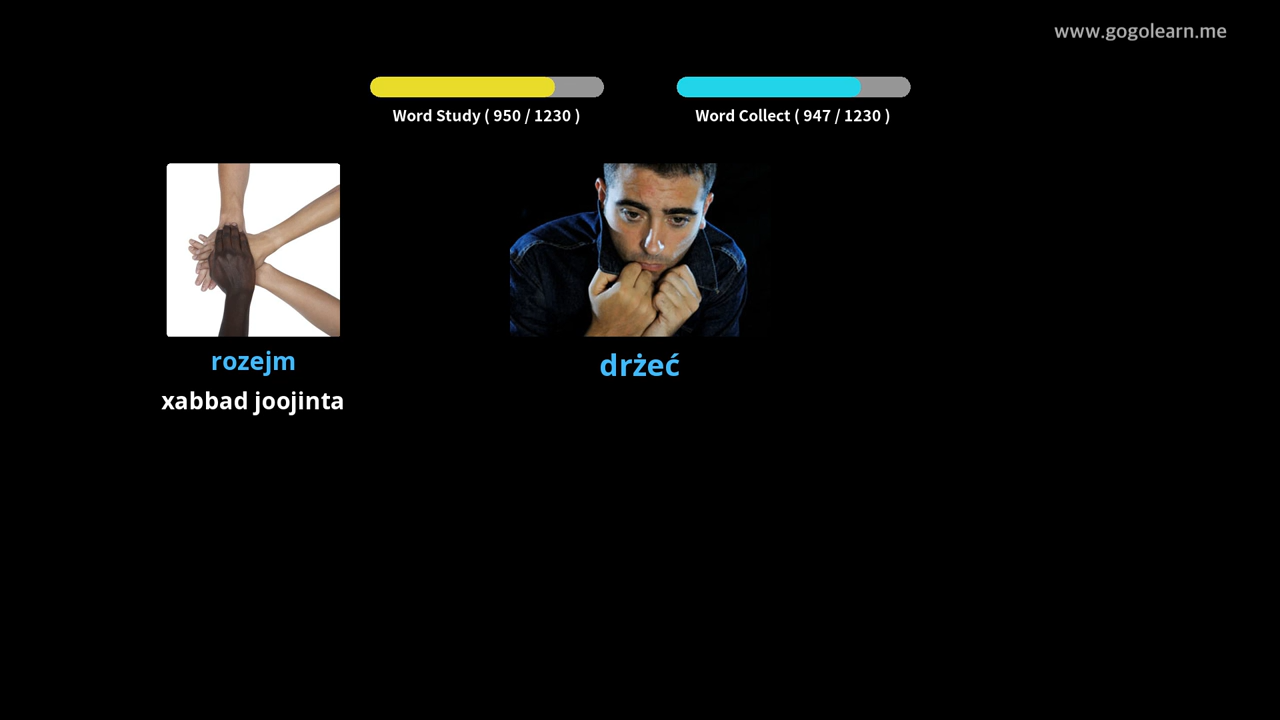 www.gogolearn.me
Word Study ( 950 / 1230 )
Word Collect ( 947 / 1230 )
rozejm
xabbad joojinta
drżeć